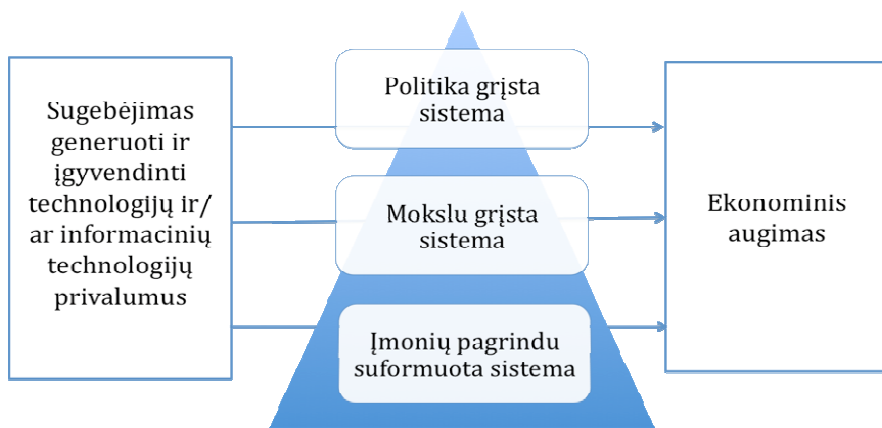 Sugebėjimas
generuoti ir
įgyvendinti
technologijų ir/
ar informacinių
technologijų
privalumus
Politika grįsta
sistema
Mokslu grįsta
sistema
Įmonių pagrindu
suformuota sistema
Ekonominis
augimas